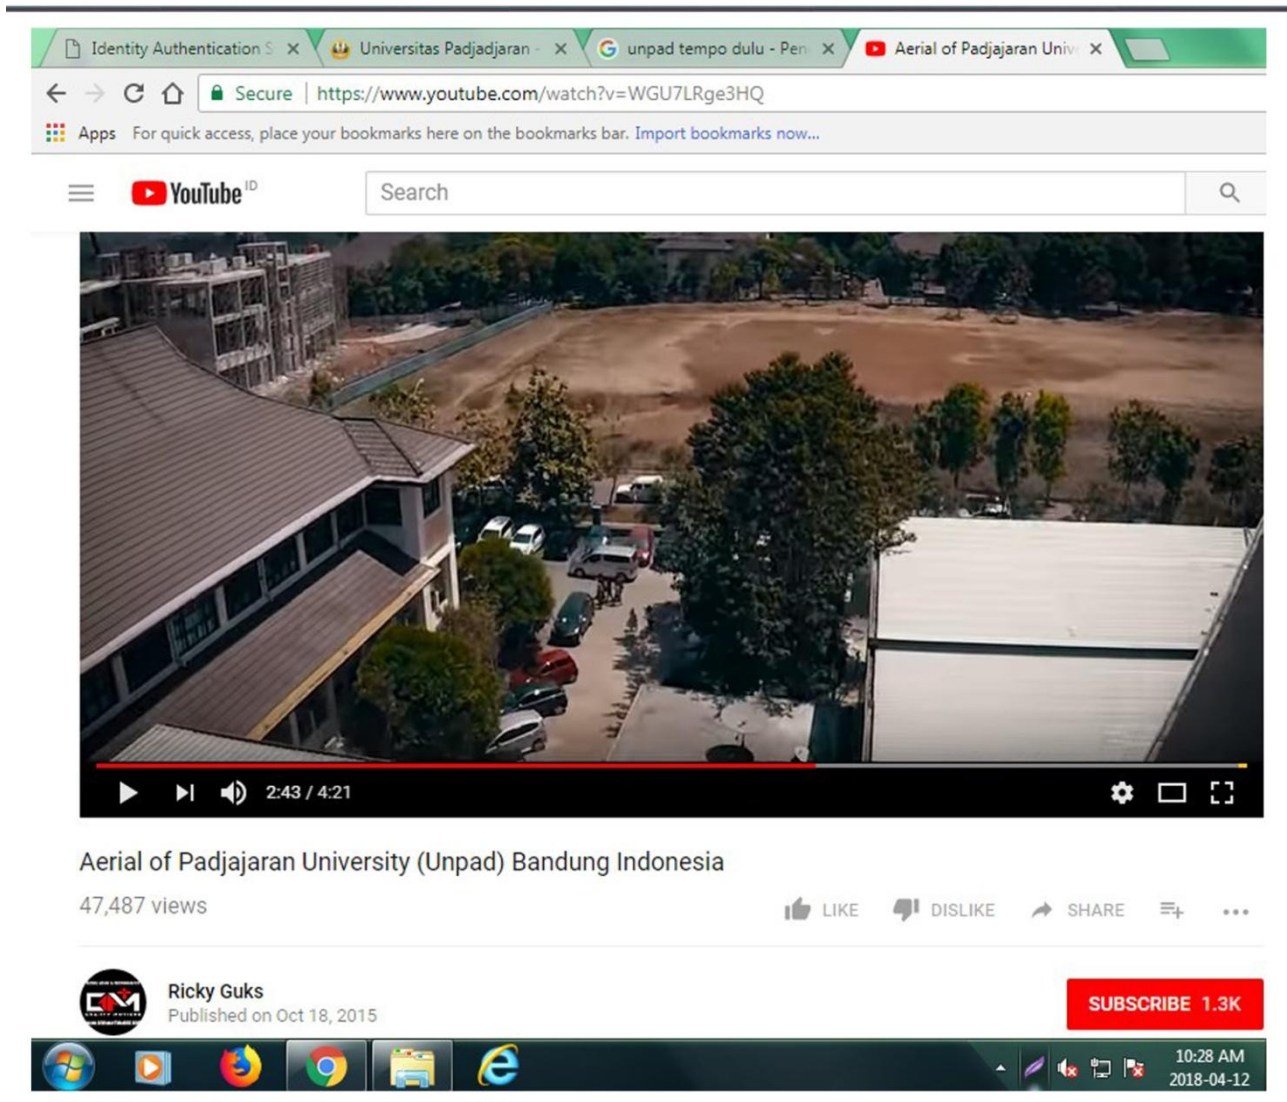 Identity Authentication S
Universitas Padjadjaran -
unpad tempo dulu - Pen
Aerial of Padjajaran Univ
Secure | https://www.youtube.com/watch?v=WGU7LRge3HQ
Apps For quick access, place your bookmarks here on the bookmarks bar. Import bookmarks now...
YouTube ID
Search
2:43 / 4:21
Aerial of Padjajaran University (Unpad) Bandung Indonesia
47,487 views
LIKE DISLIKE SHARE
Ricky Guks
Published on Oct 18, 2015
SUBSCRIBE 1.3K
10:28 AM
2018-04-12